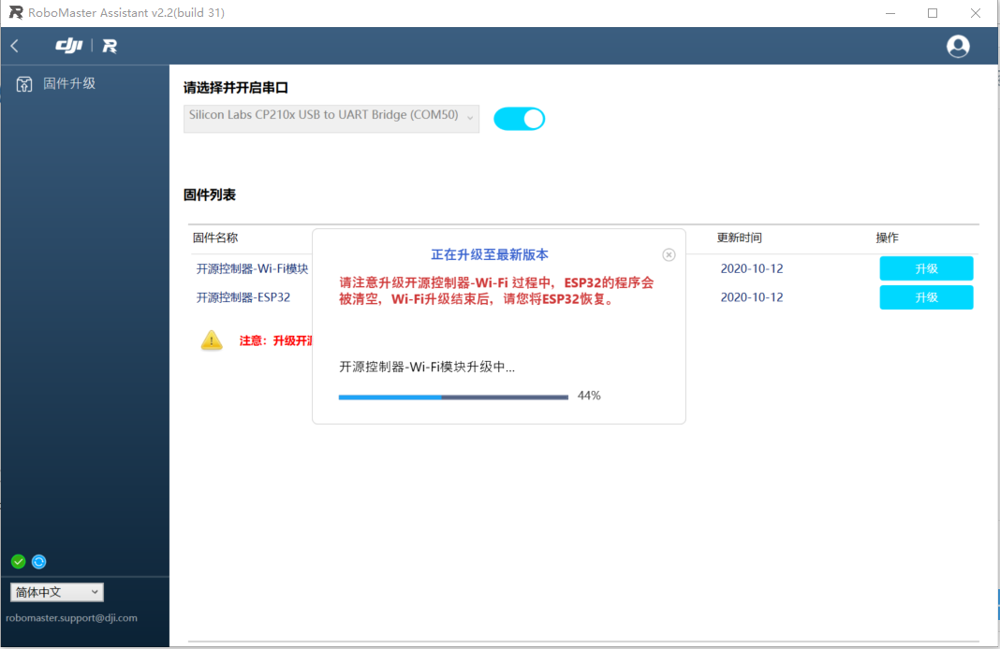 RoboMaster Assistant v2.2(build 31)
dji
固件升级
请选择并开启串口
Silicon Labs CP210x USB to UART Bridge (COM50)
固件列表
固件名称
更新时间
操作
正在升级至最新版本
开源控制器-Wi-Fi模块
2020-10-12
升级
请注意升级开源控制器-Wi-Fi 过程中，ESP32的程序会
被清空，Wi-Fi升级结束后，请您将ESP32恢复。
开源控制器-ESP32
2020-10-12
升级
注意：升级开源
开源控制器-Wi-Fi模块升级中...
44%
简体中文
robomaster.support@dji.com